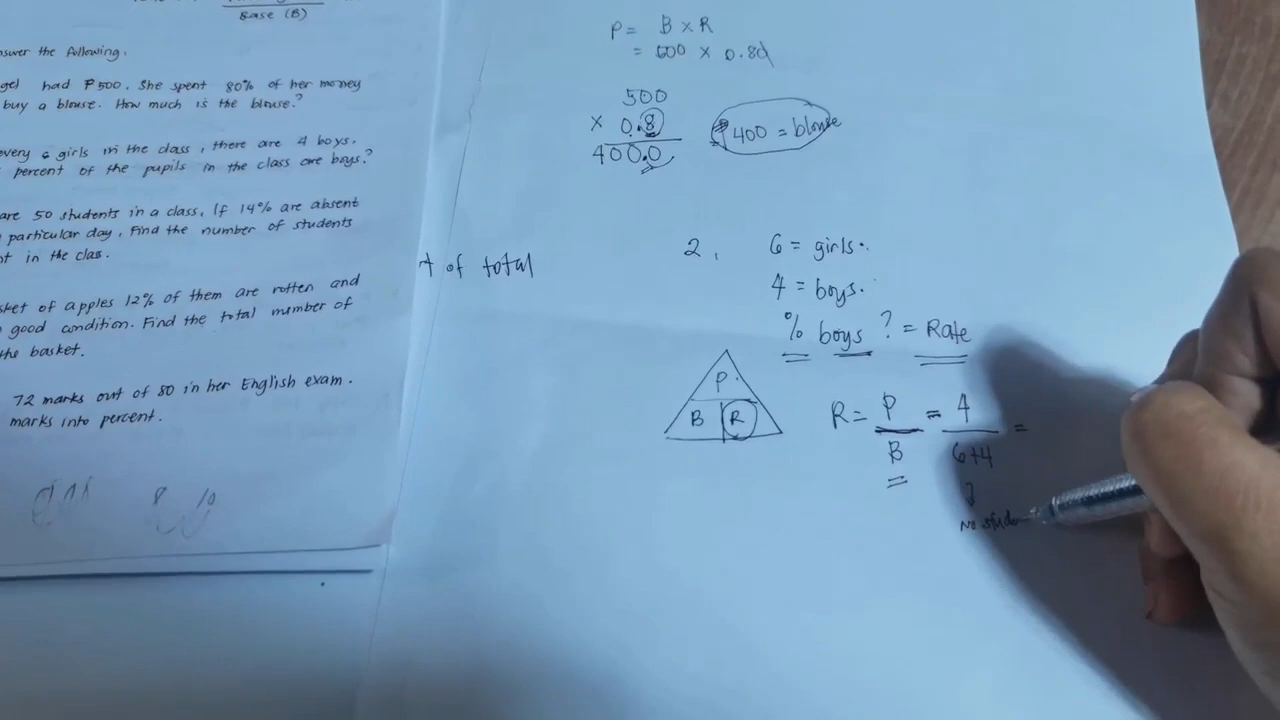 Base (B)
nswer the following.
gel had ₱500. She spent 80% of her money
buy a blouse. How much is the blouse?
every 6 girls in the class, there are 4 boys.
percent of the pupils in the class are boys?
are 50 students in a class. If 14% are absent
particular day, Find the number of students
nt in the class.
sket of apples 12% of them are rotten and
good condition. Find the total number of
the basket.
72 marks out of 80 in her English exam.
marks into percent.
of total
P = B × R
= 500 × 0.80
500
× 0.8
400.0
₱400 = blouse
2.
6 = girls.
4 = boys.
% boys ? = Rate
P
B R
R = P = 4 =
B 6+4
No. stude